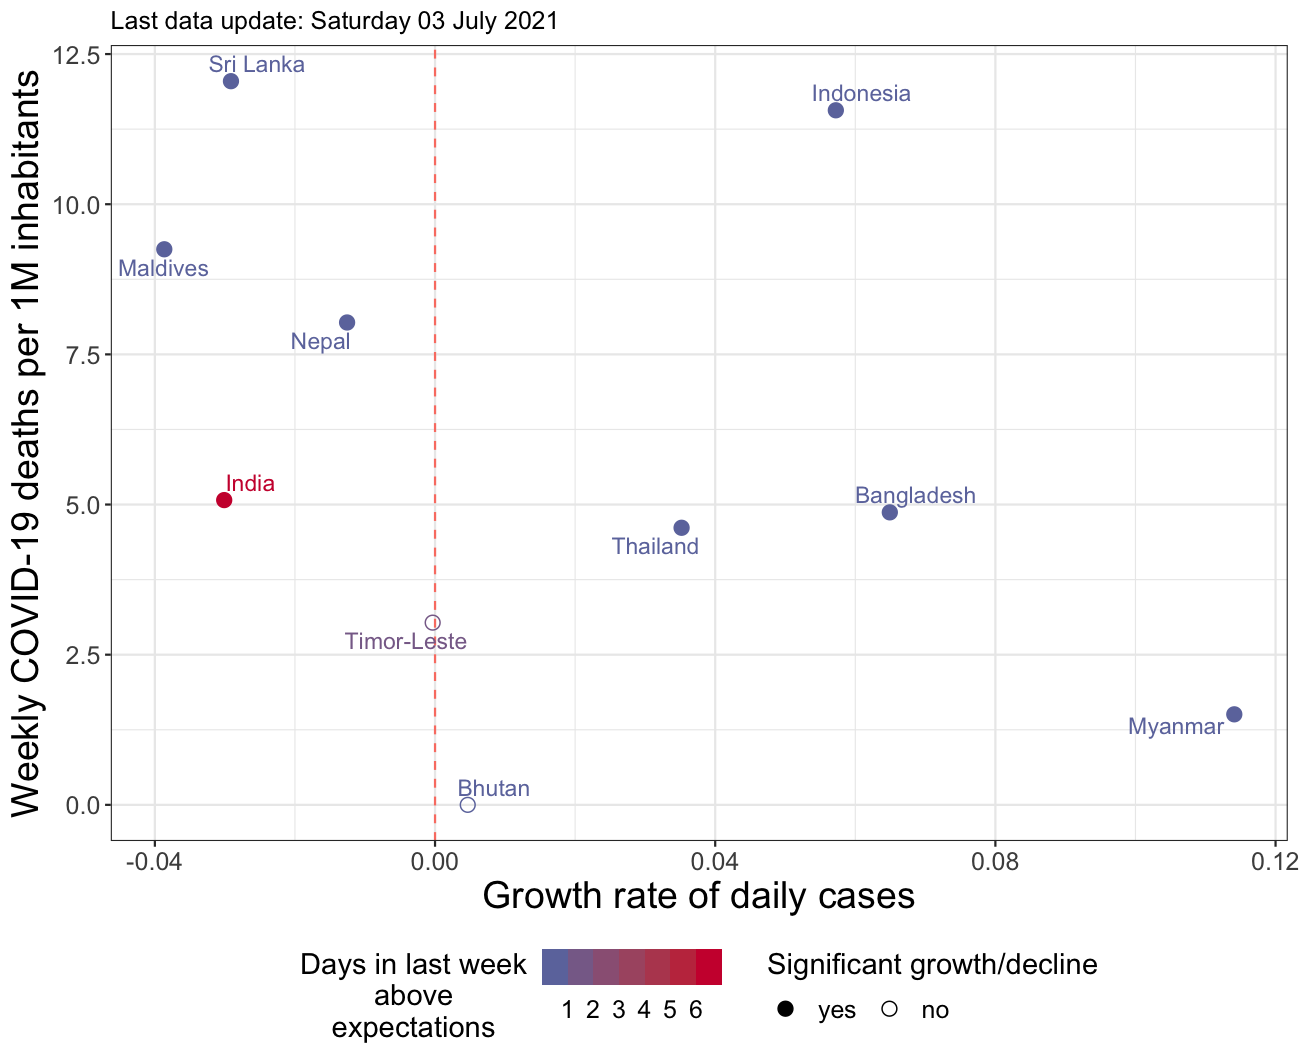 Last data update: Saturday 03 July 2021
Weekly COVID-19 deaths per 1M inhabitants
12.5
10.0
7.5
5.0
2.5
0.0
Sri Lanka
Indonesia
Maldives
Nepal
India
Bangladesh
Thailand
Timor-Leste
Myanmar
Bhutan
-0.04 0.00 0.04 0.08 0.12
Growth rate of daily cases
Days in last week
above
expectations
1 2 3 4 5 6
Significant growth/decline
yes no